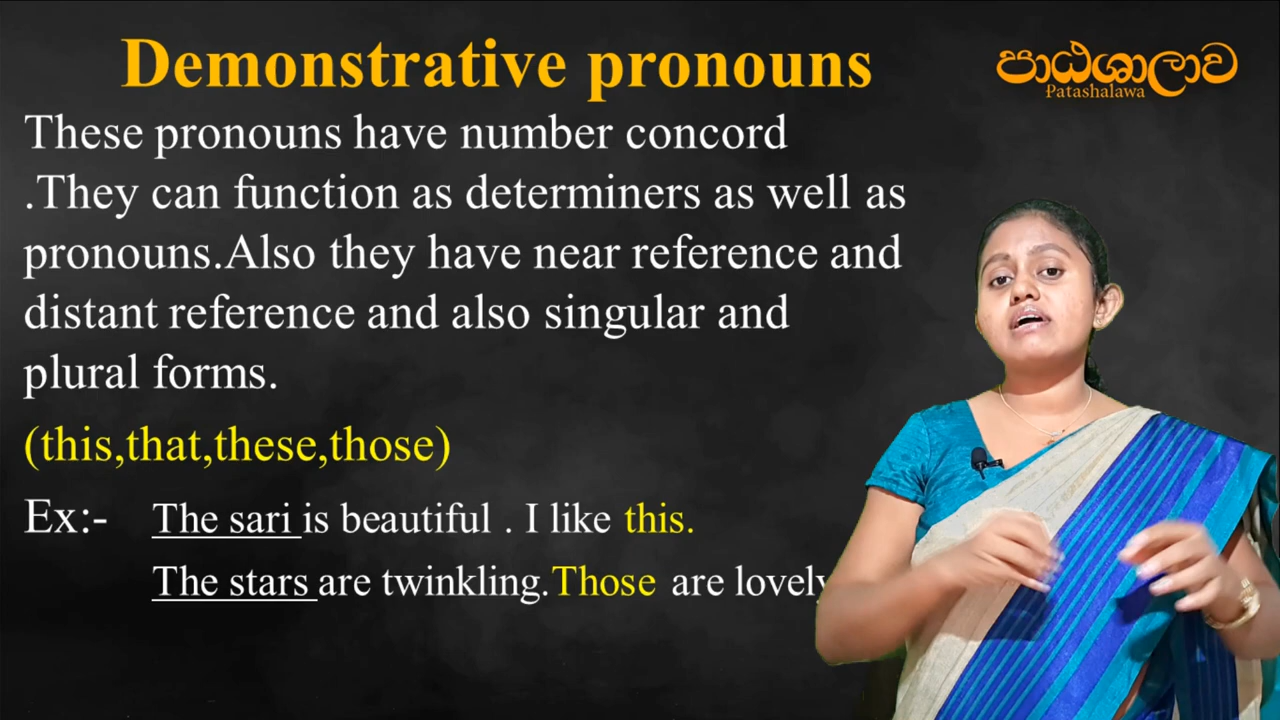 Demonstrative pronouns
පාඨශාලාව
Patashalawa
These pronouns have number concord
.They can function as determiners as well as
pronouns.Also they have near reference and
distant reference and also singular and
plural forms.
(this,that,these,those)
Ex:- The sari is beautiful . I like this.
The stars are twinkling.Those are lovely